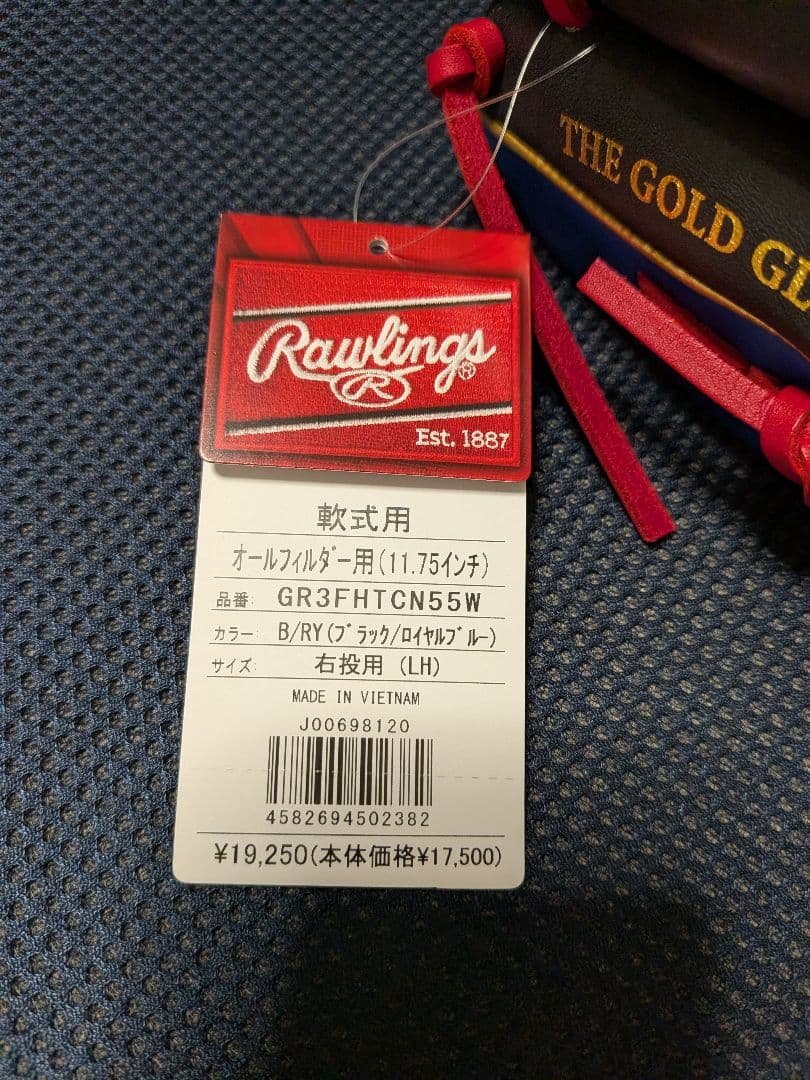 THE GOLD GL
Rawlings®
R
Est. 1887
軟式用
オールフィルダー用(11.75インチ)
品番: GR3FHTCN55W
カラー: B/RY(ブラック/ロイヤルブルー)
サイズ: 右投用 (LH)
MADE IN VIETNAM
J00698120
4582694502382
¥19,250(本体価格¥17,500)